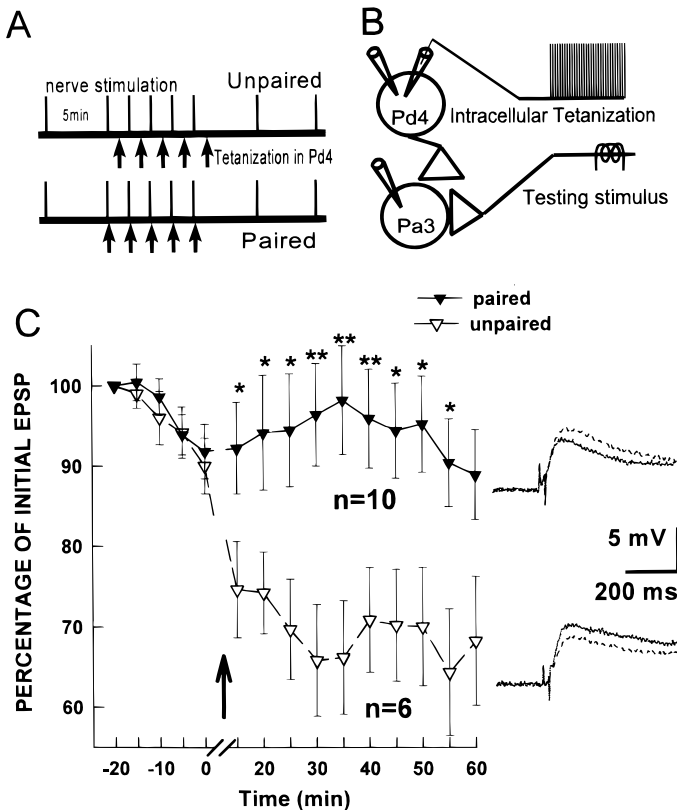 A
nerve stimulation
Unpaired
5min
Tetanization in Pd4
Paired
B
Pd4
Intracellular Tetanization
Pa3
Testing stimulus
C
paired
unpaired
PERCENTAGE OF INITIAL EPSP
100
90
80
70
60
* * * ** ** ** * * *
n=10
n=6
5 mV
200 ms
-20 -10 0 20 30 40 50 60
Time (min)